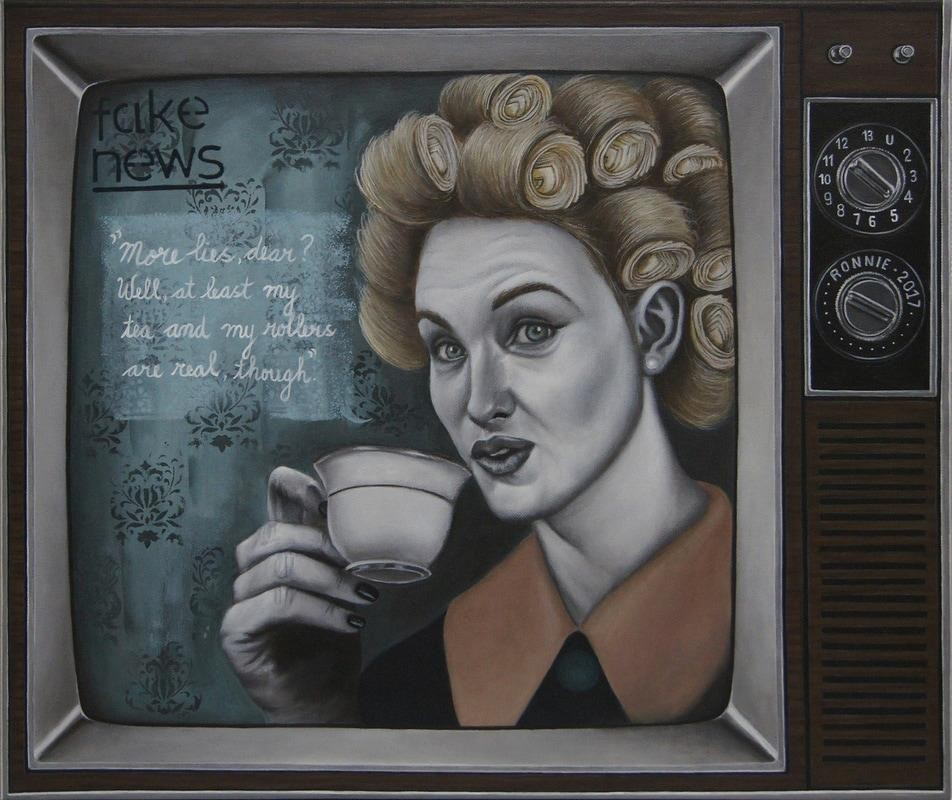 fake
news
"More lies, dear?
Well, at least my
tea and my rollers
are real, though."
12 13 U 2 3 4 5 6 7 8 9 10 11
RONNIE • 2017